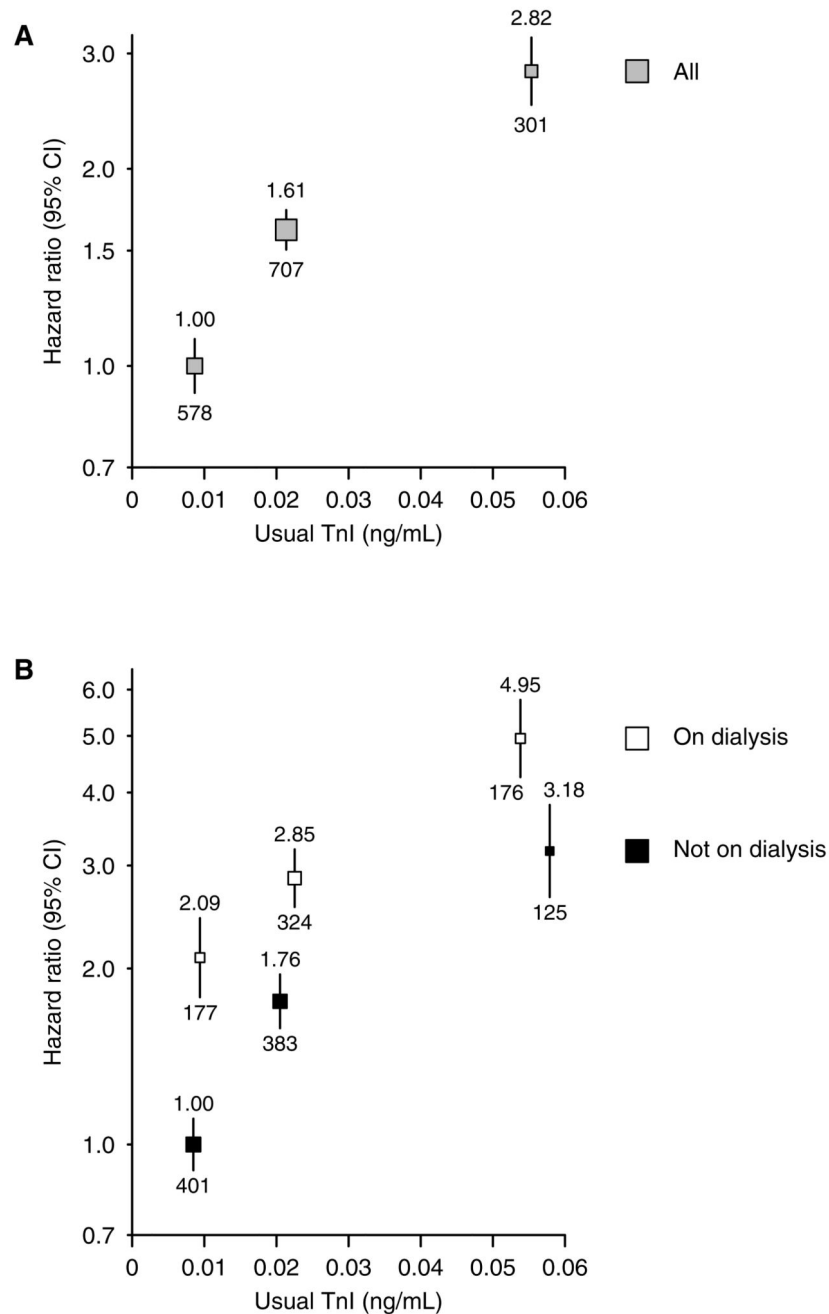 A
Hazard ratio (95% CI)
3.0
2.0
1.5
1.0
0.7
2.82
301
1.61
707
1.00
578
All
0 0.01 0.02 0.03 0.04 0.05 0.06
Usual TnI (ng/mL)
B
Hazard ratio (95% CI)
6.0
5.0
4.0
3.0
2.0
1.0
0.7
4.95
176
3.18
125
2.85
324
2.09
177
1.76
383
1.00
401
On dialysis
Not on dialysis
0 0.01 0.02 0.03 0.04 0.05 0.06
Usual TnI (ng/mL)